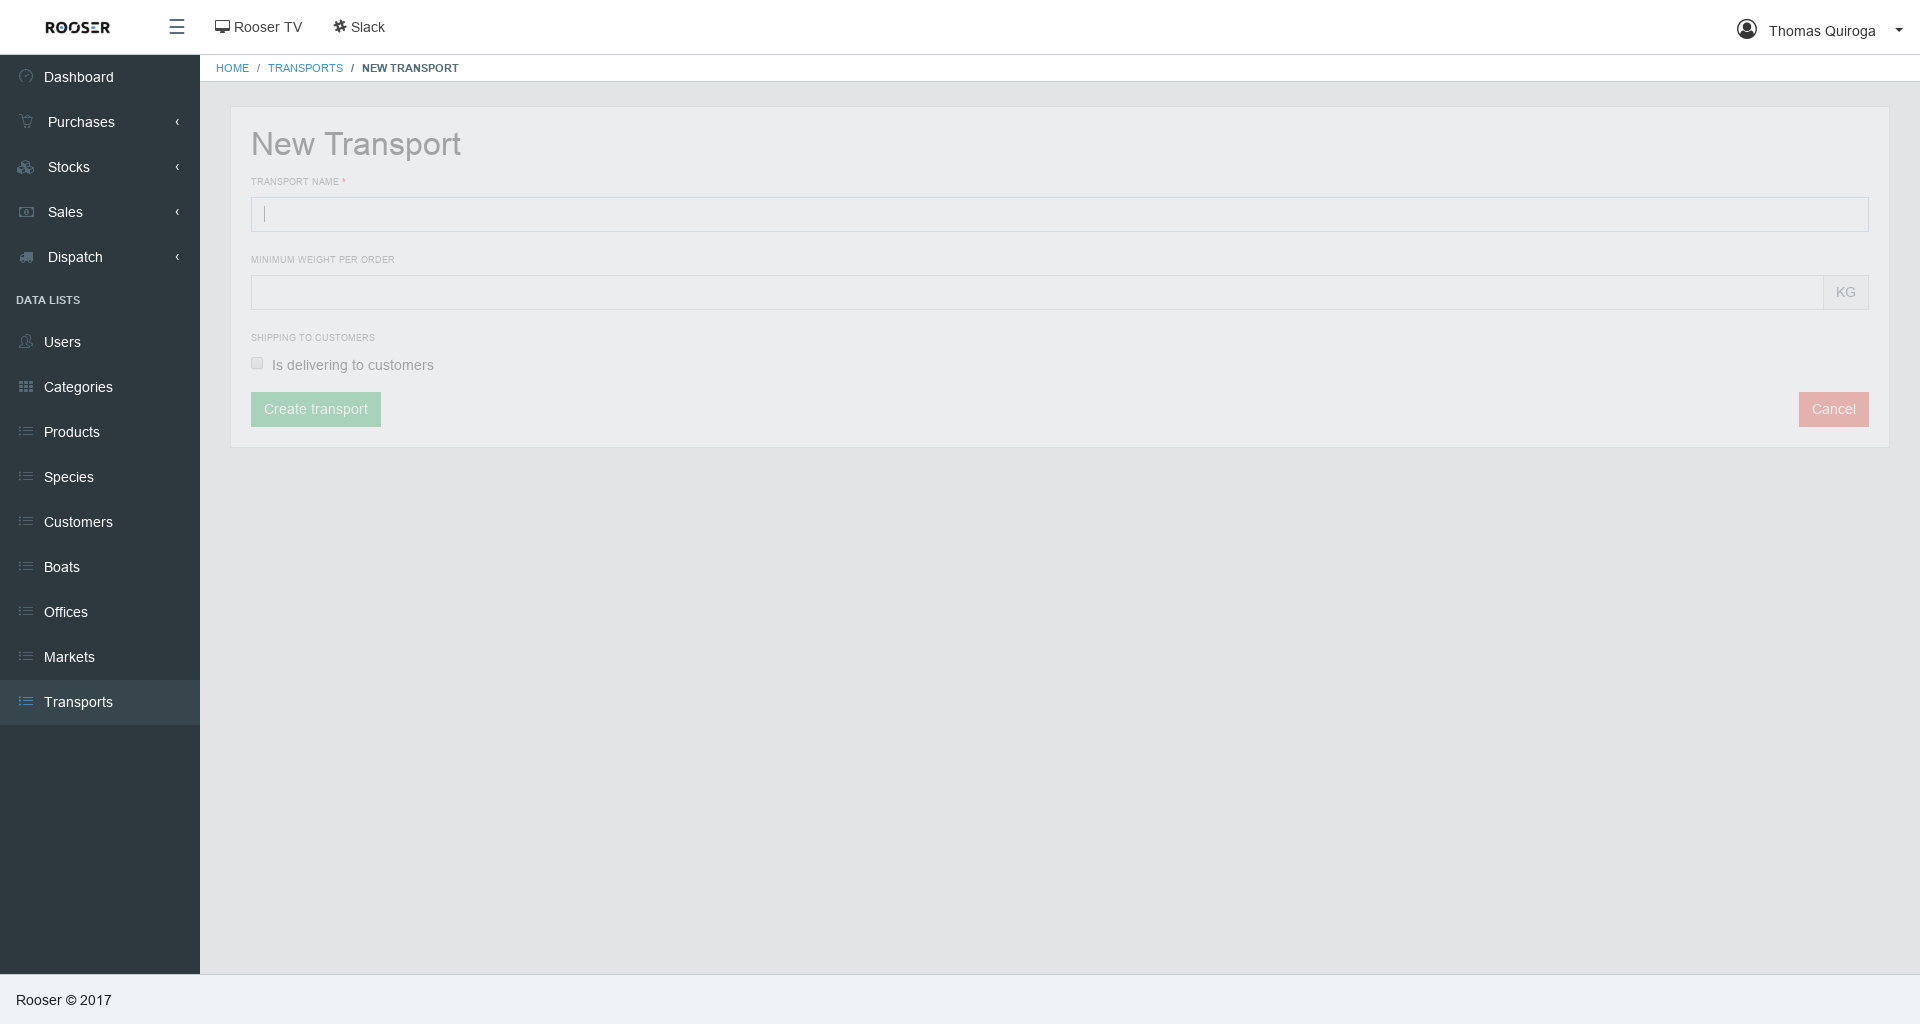 ROOSER
Rooser TV
Slack
Thomas Quiroga
HOME / TRANSPORTS / NEW TRANSPORT
Dashboard
Purchases
Stocks
Sales
Dispatch
DATA LISTS
Users
Categories
Products
Species
Customers
Boats
Offices
Markets
Transports
New Transport
TRANSPORT NAME *
MINIMUM WEIGHT PER ORDER
KG
SHIPPING TO CUSTOMERS
Is delivering to customers
Create transport
Cancel
Rooser © 2017